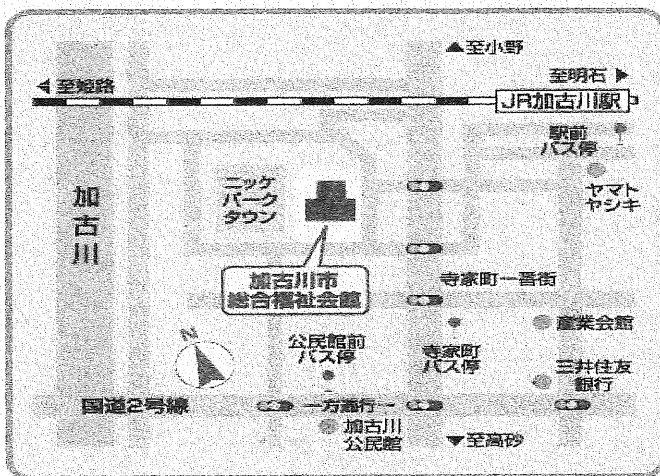 ▲至小野
◀至姫路
至明石▶
JR加古川駅
駅前
バス停
ヤマト
ヤシキ
加古川
ニッケ
パーク
タウン
加古川市
総合福祉会館
寺家町一番街
産業会館
寺家町
バス停
公民館前
バス停
三井住友
銀行
N
国道2号線
一方通行→
加古川
公民館
▼至高砂